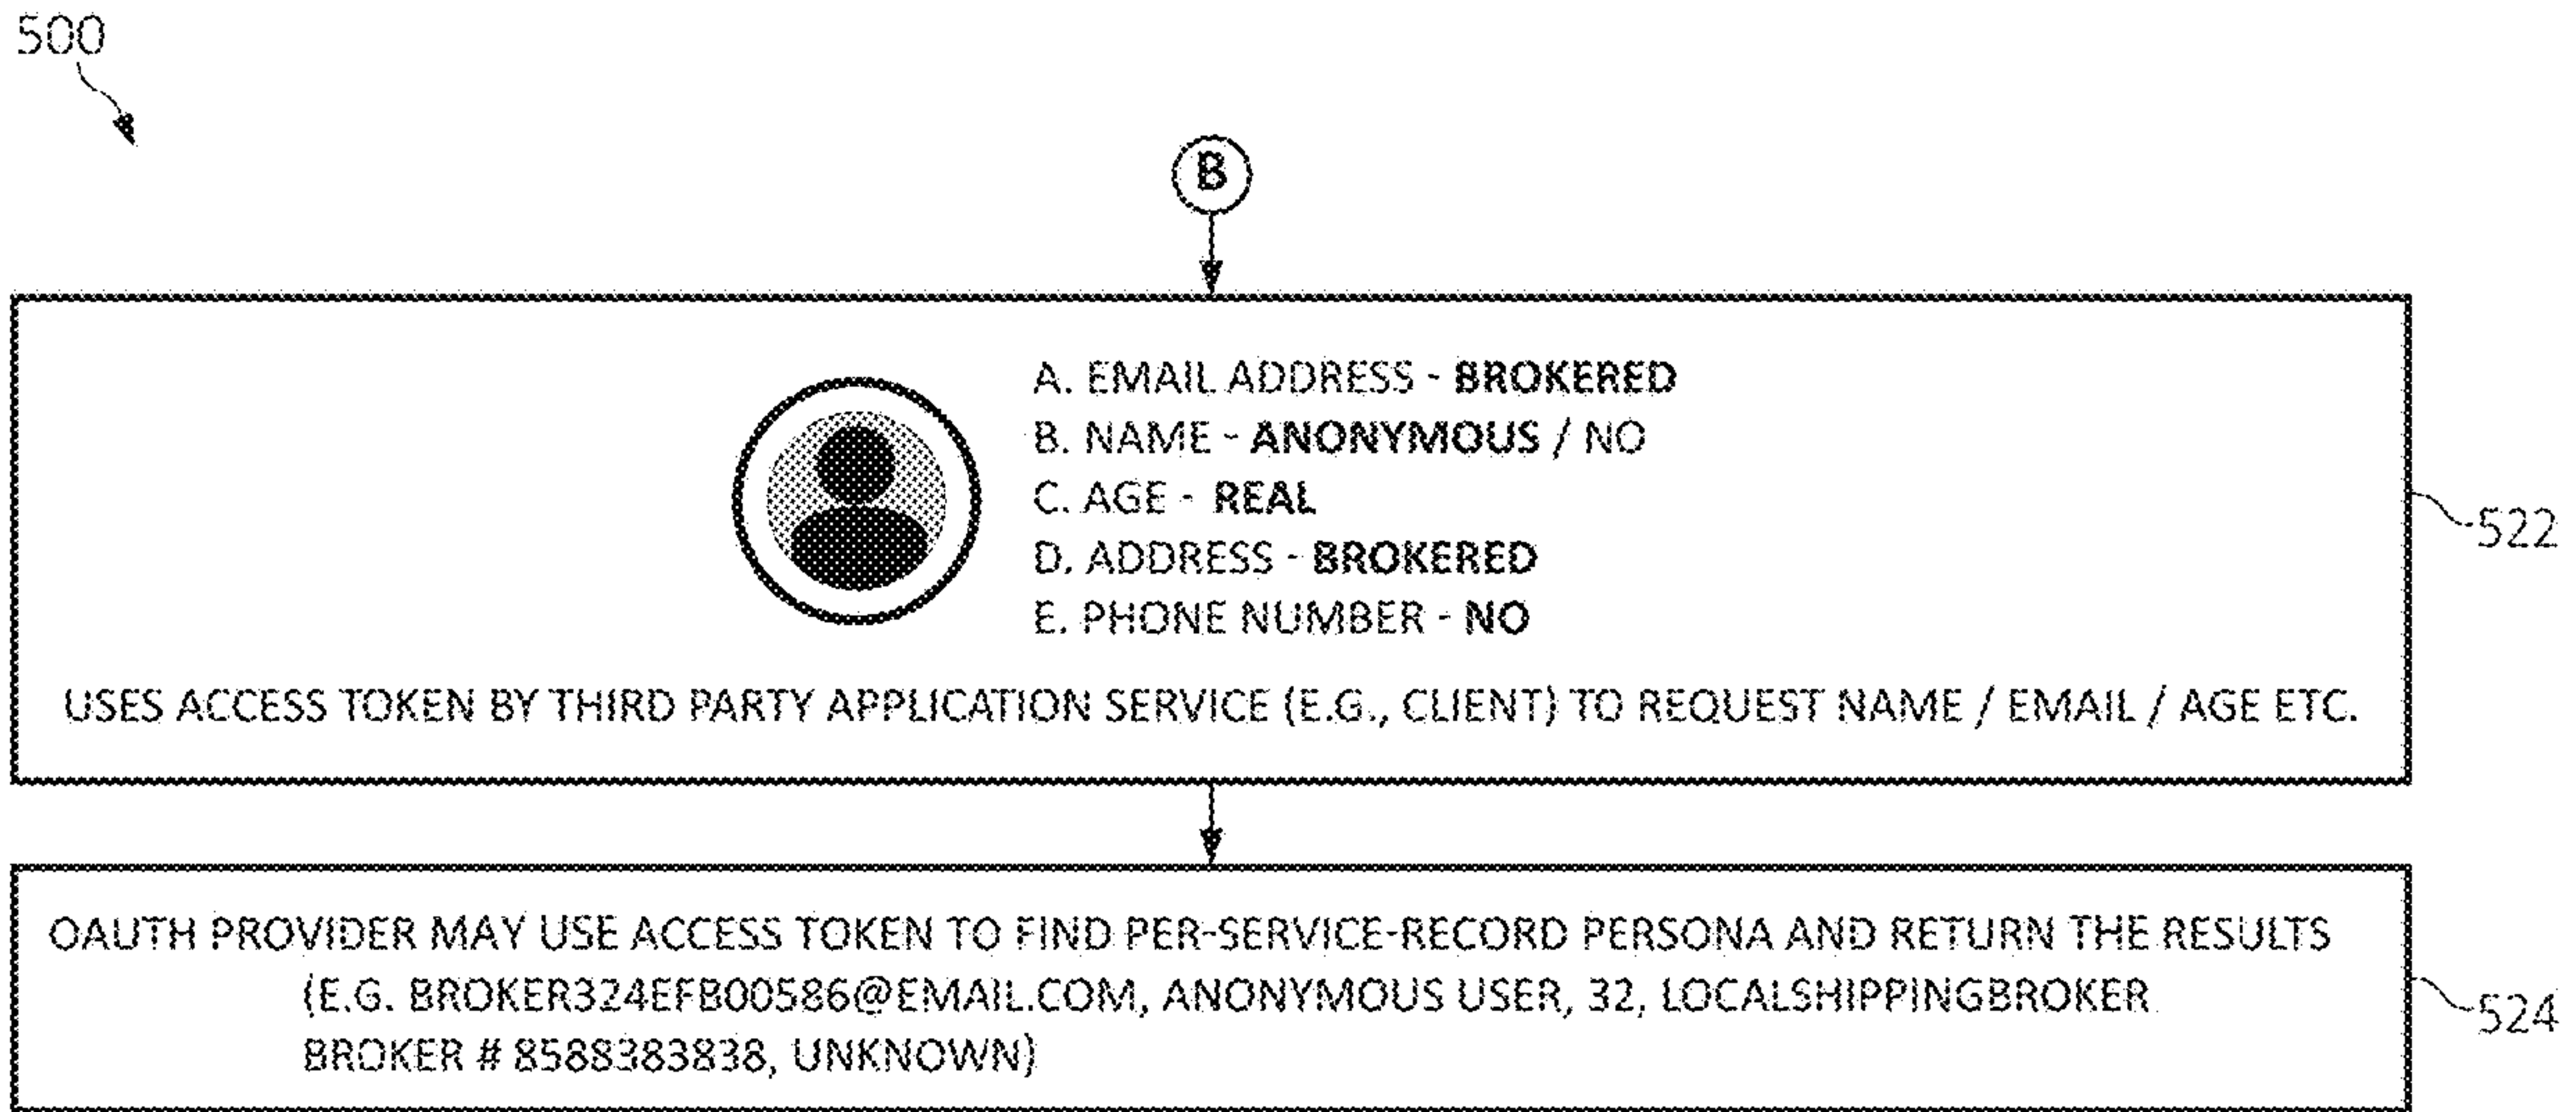 500
B
A. EMAIL ADDRESS - BROKERED
B. NAME - ANONYMOUS / NO
C. AGE - REAL
D. ADDRESS - BROKERED
E. PHONE NUMBER - NO
522
USES ACCESS TOKEN BY THIRD PARTY APPLICATION SERVICE (E.G., CLIENT) TO REQUEST NAME / EMAIL / AGE ETC.
OAUTH PROVIDER MAY USE ACCESS TOKEN TO FIND PER-SERVICE-RECORD PERSONA AND RETURN THE RESULTS
(E.G. BROKER324EFB00586@EMAIL.COM, ANONYMOUS USER, 32, LOCALSHIPPINGBROKER
BROKER # 8588383838, UNKNOWN)
524